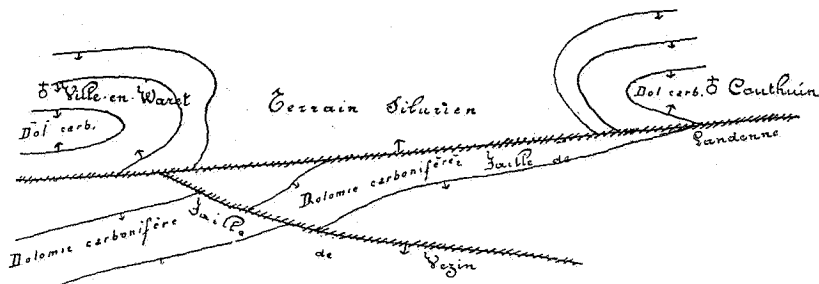 Ville-en-Waret
Dol carb.
Terrain Silurien
Dol carb. Couthuin
Landenne
Dolomie carbonifère Faille de
Dolomie carbonifère Faille
de
Vezin